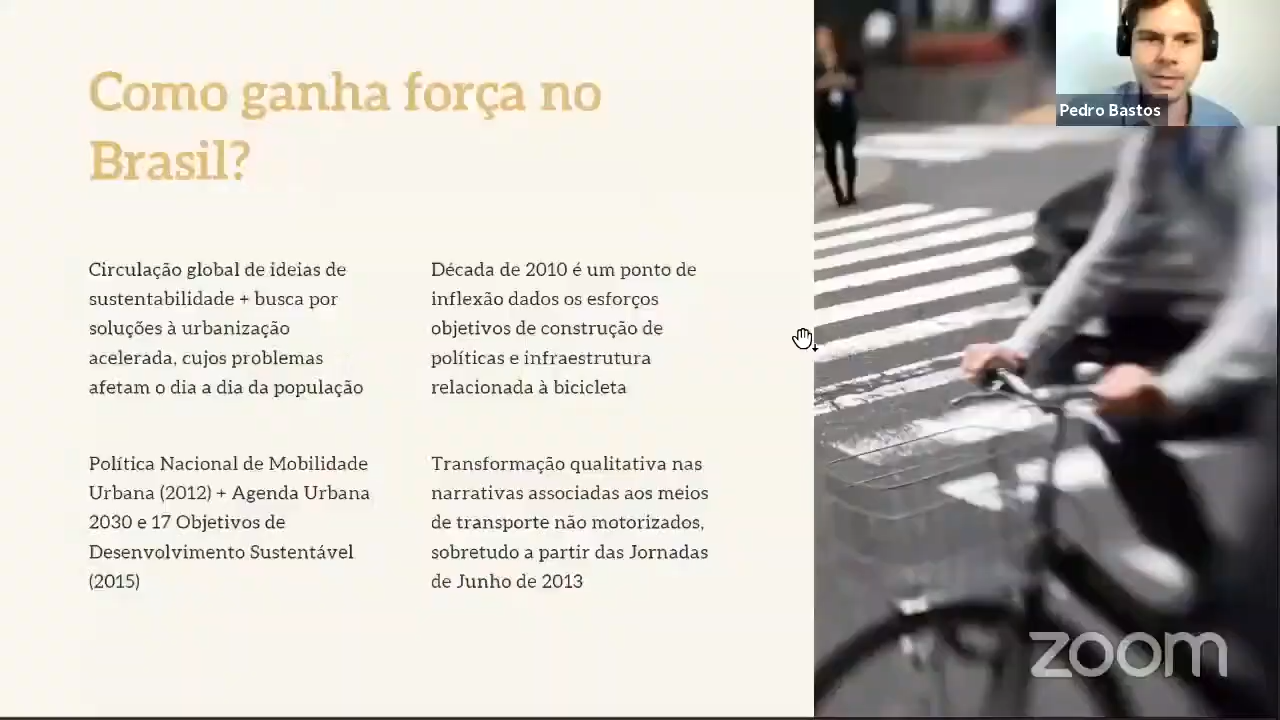 Como ganha força no
Brasil?
Circulação global de ideias de
sustentabilidade + busca por
soluções à urbanização
acelerada, cujos problemas
afetam o dia a dia da população
Década de 2010 é um ponto de
inflexão dados os esforços
objetivos de construção de
políticas e infraestrutura
relacionada à bicicleta
Política Nacional de Mobilidade
Urbana (2012) + Agenda Urbana
2030 e 17 Objetivos de
Desenvolvimento Sustentável
(2015)
Transformação qualitativa nas
narrativas associadas aos meios
de transporte não motorizados,
sobretudo a partir das Jornadas
de Junho de 2013
Pedro Bastos
zoom